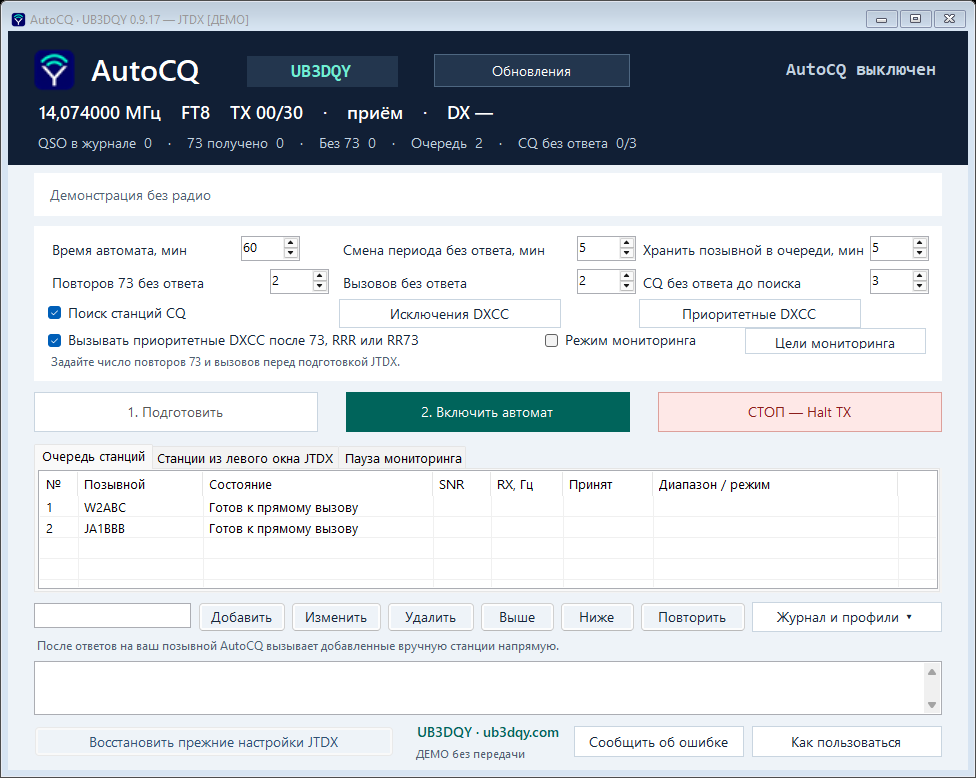 AutoCQ · UB3DQY 0.9.17 — JTDX [ДЕМО]
AutoCQ UB3DQY Обновления AutoCQ выключен
14,074000 МГц FT8 TX 00/30 · приём · DX —
QSO в журнале 0 · 73 получено 0 · Без 73 0 · Очередь 2 · CQ без ответа 0/3
Демонстрация без радио
Время автомата, мин 60 Смена периода без ответа, мин 5 Хранить позывной в очереди, мин 5
Повторов 73 без ответа 2 Вызовов без ответа 2 CQ без ответа до поиска 3
Поиск станций CQ Исключения DXCC Приоритетные DXCC
Вызывать приоритетные DXCC после 73, RRR или RR73 Режим мониторинга Цели мониторинга
Задайте число повторов 73 и вызовов перед подготовкой JTDX.
1. Подготовить 2. Включить автомат СТОП — Halt TX
Очередь станций Станции из левого окна JTDX Пауза мониторинга
№ Позывной Состояние SNR RX, Гц Принят Диапазон / режим
1 W2ABC Готов к прямому вызову
2 JA1BBB Готов к прямому вызову
Добавить Изменить Удалить Выше Ниже Повторить Журнал и профили ▾
После ответов на ваш позывной AutoCQ вызывает добавленные вручную станции напрямую.
Восстановить прежние настройки JTDX UB3DQY · ub3dqy.com Сообщить об ошибке Как пользоваться
ДЕМО без передачи